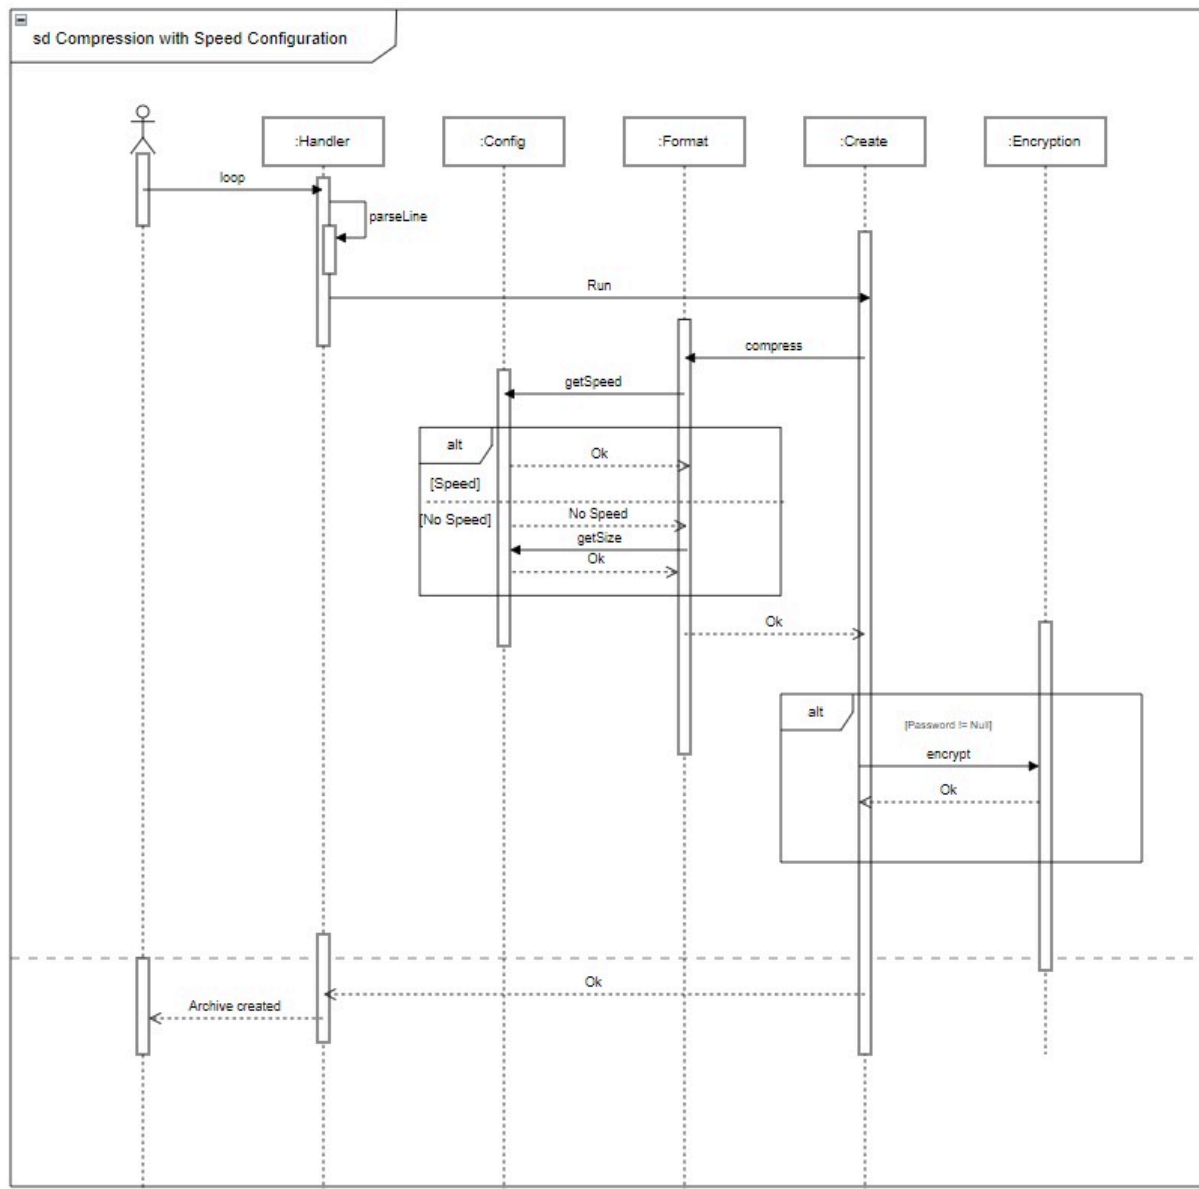 sd Compression with Speed Configuration
:Handler
:Config
:Format
:Create
:Encryption
loop
parseLine
Run
compress
getSpeed
alt
Ok
[Speed]
No Speed
[No Speed]
getSize
Ok
Ok
alt
[Password != Null]
encrypt
Ok
Ok
Archive created